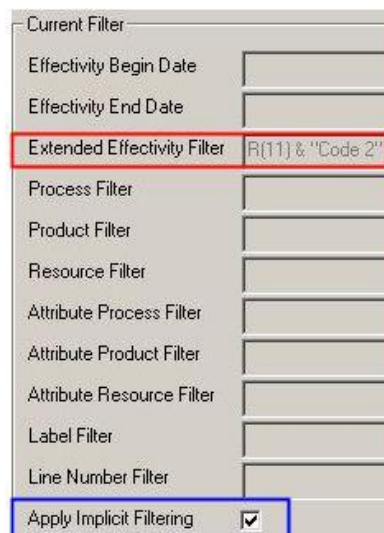 Current Filter
Effectivity Begin Date
Effectivity End Date
Extended Effectivity Filter R(11) & "Code 2"
Process Filter
Product Filter
Resource Filter
Attribute Process Filter
Attribute Product Filter
Attribute Resource Filter
Label Filter
Line Number Filter
Apply Implicit Filtering